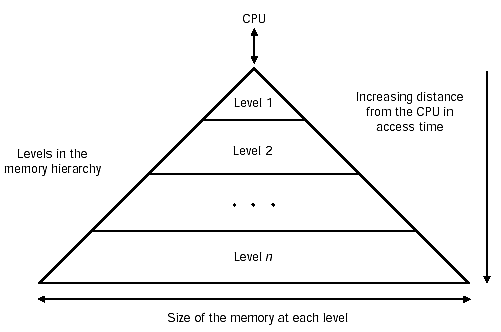 CPU
Level 1
Increasing distance
from the CPU in
access time
Level 2
Levels in the
memory hierarchy
. . .
Level n
Size of the memory at each level